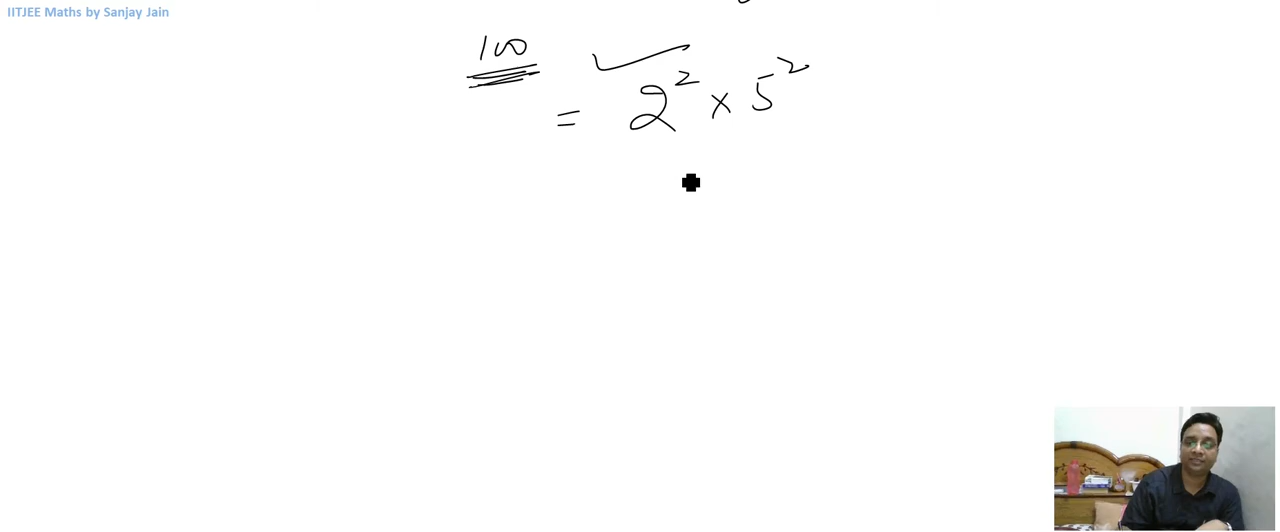 IITJEE Maths by Sanjay Jain
100
= 2² × 5²